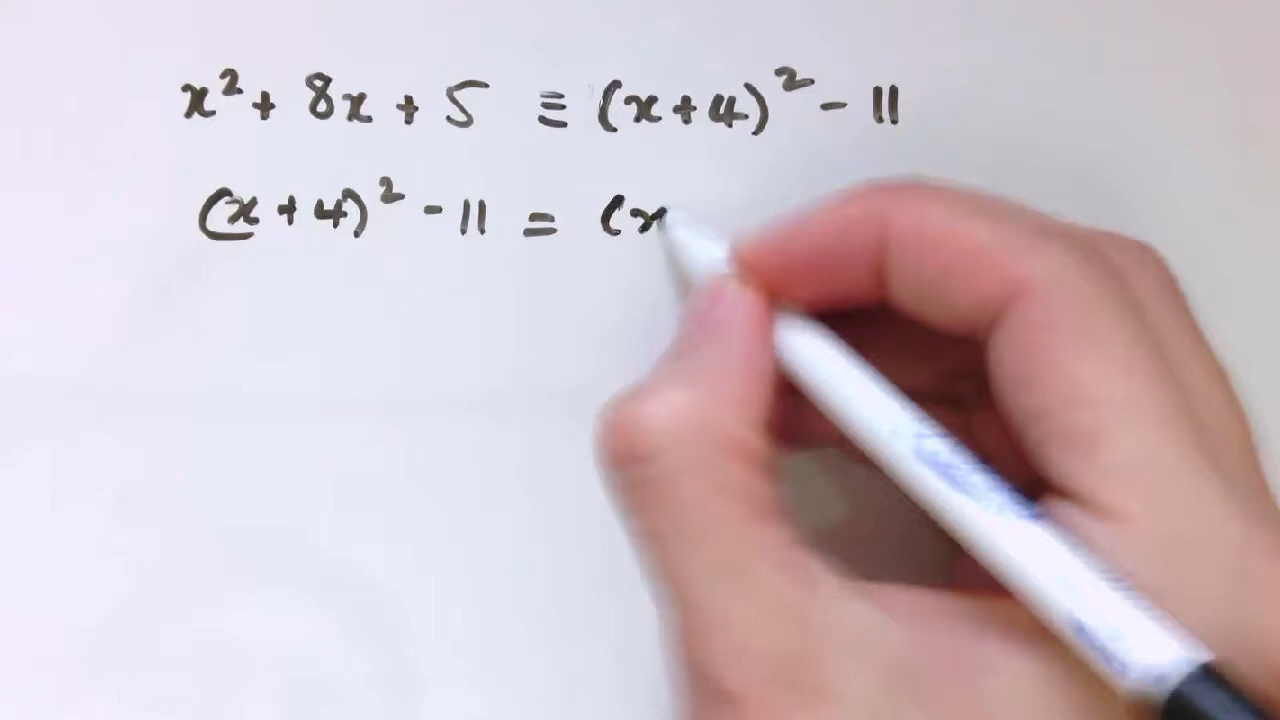 x² + 8x + 5 ≡ (x+4)² - 11
(x + 4)² - 11 = (x